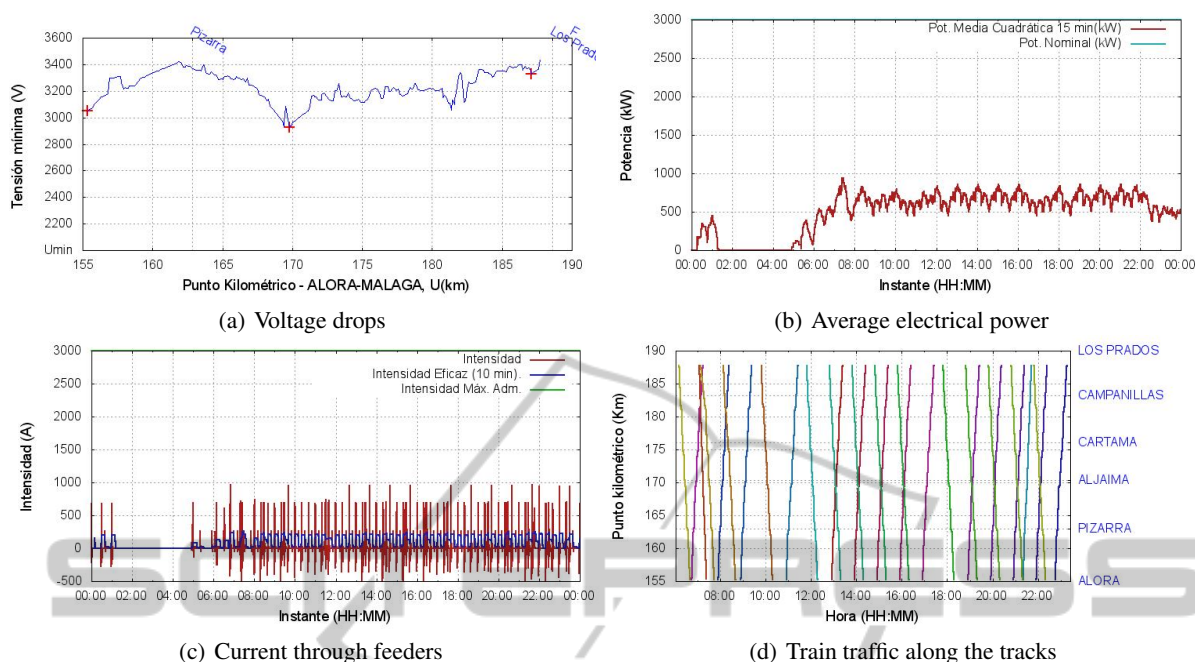 Pizarra
F
Los Prado
3600
3400
3200
3000
2800
2600
2400
2200
Umin
Tensión mínima (V)
155 160 165 170 175 180 185 190
Punto Kilométrico - ALORA-MALAGA, U(km)
(a) Voltage drops
Pot. Media Cuadrática 15 min(kW)
Pot. Nominal (kW)
3000
2500
2000
1500
1000
500
0
Potencia (kW)
00:00 02:00 04:00 06:00 08:00 10:00 12:00 14:00 16:00 18:00 20:00 22:00 00:00
Instante (HH:MM)
(b) Average electrical power
Intensidad
Intensidad Eficaz (10 min).
Intensidad Máx. Adm.
3000
2500
2000
1500
1000
500
0
-500
Intensidad (A)
00:00 02:00 04:00 06:00 08:00 10:00 12:00 14:00 16:00 18:00 20:00 22:00 00:00
Instante (HH:MM)
(c) Current through feeders
190
185
180
175
170
165
160
155
Punto kilométrico (Km)
LOS PRADOS
CAMPANILLAS
CARTAMA
ALJAIMA
PIZARRA
ALORA
08:00 10:00 12:00 14:00 16:00 18:00 20:00 22:00
Hora (HH:MM)
(d) Train traffic along the tracks